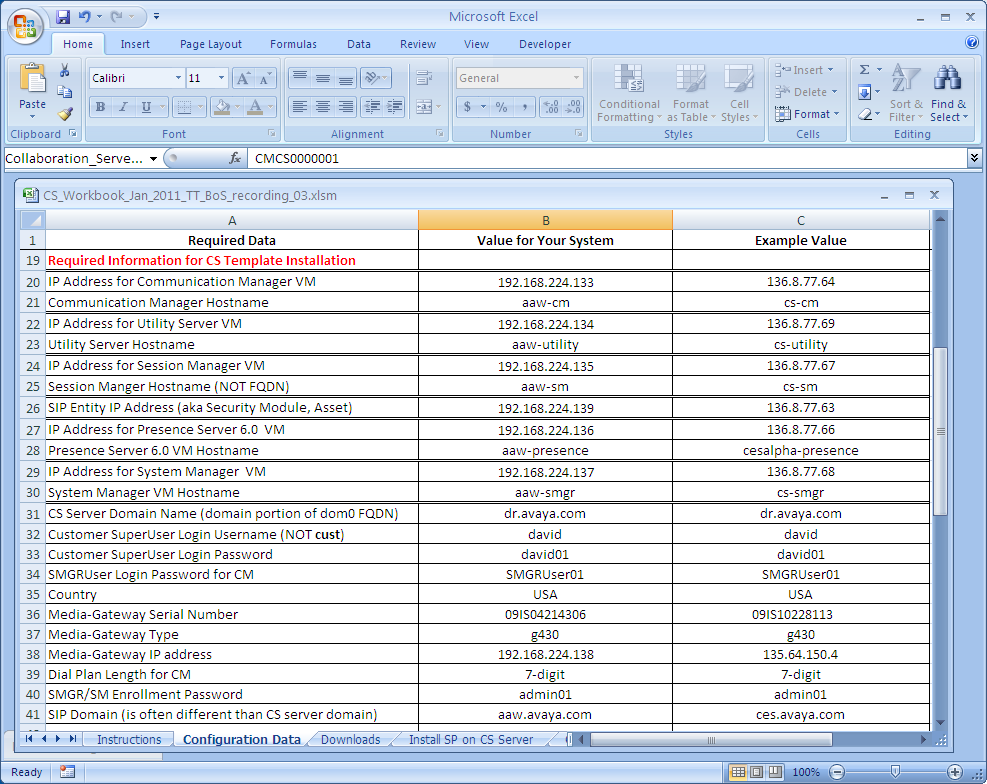 Microsoft Excel
Home Insert Page Layout Formulas Data Review View Developer
Paste
Calibri 11 A A
B I U A
General
$ % , .00 .00
Conditional Formatting
Format as Table
Cell Styles
Insert
Delete
Format
Σ
Sort & Filter
Find & Select
Clipboard Font Alignment Number Styles Cells Editing
Collaboration_Serve... fx CMCS0000001
CS_Workbook_Jan_2011_TT_BoS_recording_03.xlsm
A B C
1 Required Data Value for Your System Example Value
19 Required Information for CS Template Installation
20 IP Address for Communication Manager VM 192.168.224.133 136.8.77.64
21 Communication Manager Hostname aaw-cm cs-cm
22 IP Address for Utility Server VM 192.168.224.134 136.8.77.69
23 Utility Server Hostname aaw-utility cs-utility
24 IP Address for Session Manager VM 192.168.224.135 136.8.77.67
25 Session Manger Hostname (NOT FQDN) aaw-sm cs-sm
26 SIP Entity IP Address (aka Security Module, Asset) 192.168.224.139 136.8.77.63
27 IP Address for Presence Server 6.0 VM 192.168.224.136 136.8.77.66
28 Presence Server 6.0 VM Hostname aaw-presence cesalpha-presence
29 IP Address for System Manager VM 192.168.224.137 136.8.77.68
30 System Manager VM Hostname aaw-smgr cs-smgr
31 CS Server Domain Name (domain portion of dom0 FQDN) dr.avaya.com dr.avaya.com
32 Customer SuperUser Login Username (NOT cust) david david
33 Customer SuperUser Login Password david01 david01
34 SMGRUser Login Password for CM SMGRUser01 SMGRUser01
35 Country USA USA
36 Media-Gateway Serial Number 09IS04214306 09IS10228113
37 Media-Gateway Type g430 g430
38 Media-Gateway IP address 192.168.224.138 135.64.150.4
39 Dial Plan Length for CM 7-digit 7-digit
40 SMGR/SM Enrollment Password admin01 admin01
41 SIP Domain (is often different than CS server domain) aaw.avaya.com ces.avaya.com
Instructions Configuration Data Downloads Install SP on CS Server
Ready 100%